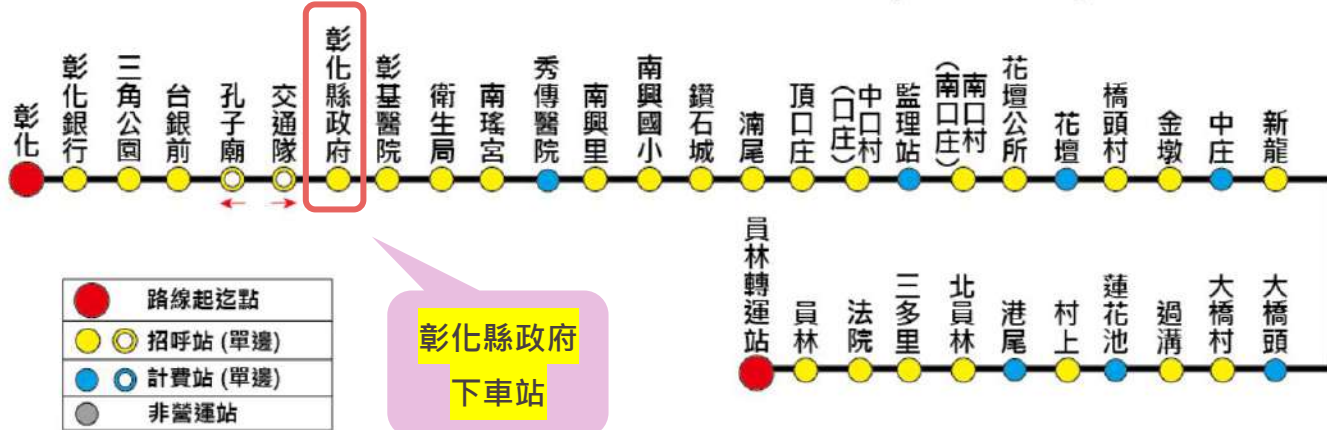 彰化
彰化銀行
三角公園
台銀前
孔子廟
交通隊
彰化縣政府
彰基醫院
衛生局
南瑤宮
秀傳醫院
南興里
南興國小
鑽石城
湳尾
頂口庄
中口村
(口庄)
監理站
南口村
(南口庄)
花壇公所
花壇
橋頭村
金墩
中庄
新龍
← →
員林轉運站
員林
法院
三多里
北員林
港尾
村上
蓮花池
過溝
大橋村
大橋頭
路線起迄點
招呼站 (單邊)
計費站 (單邊)
非營運站
彰化縣政府
下車站